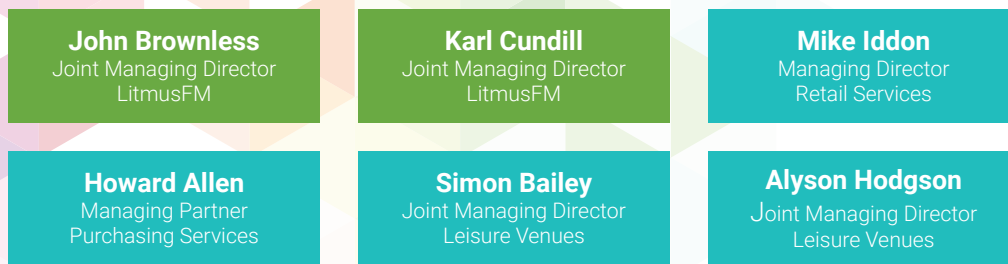 John Brownless
Joint Managing Director
LitmusFM
Karl Cundill
Joint Managing Director
LitmusFM
Mike Iddon
Managing Director
Retail Services
Howard Allen
Managing Partner
Purchasing Services
Simon Bailey
Joint Managing Director
Leisure Venues
Alyson Hodgson
Joint Managing Director
Leisure Venues